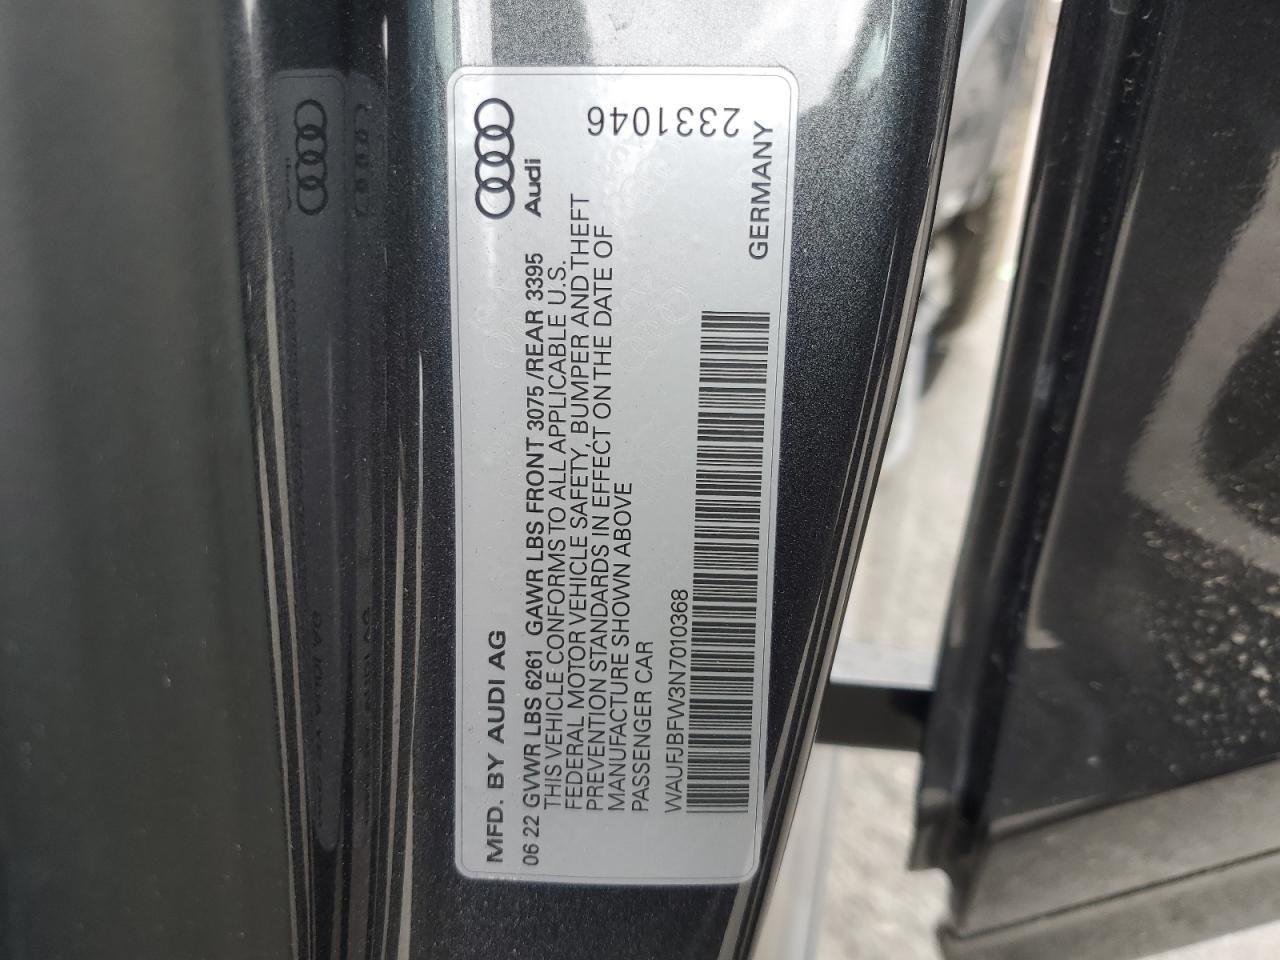 MFD. BY AUDI AG
Audi
06 22 GVWR LBS 6261 GAWR LBS FRONT 3075 /REAR 3395
THIS VEHICLE CONFORMS TO ALL APPLICABLE U.S.
FEDERAL MOTOR VEHICLE SAFETY, BUMPER AND THEFT
PREVENTION STANDARDS IN EFFECT ON THE DATE OF
MANUFACTURE SHOWN ABOVE
PASSENGER CAR
2331046
WAUFJBFW3N7010368
GERMANY